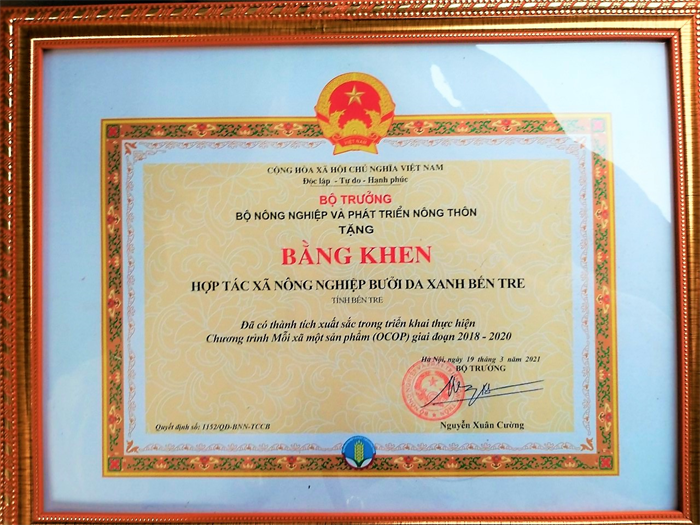 CỘNG HÒA XÃ HỘI CHỦ NGHĨA VIỆT NAM
Độc lập - Tự do - Hạnh phúc
BỘ TRƯỞNG
BỘ NÔNG NGHIỆP VÀ PHÁT TRIỂN NÔNG THÔN
TẶNG
BẰNG KHEN
HỢP TÁC XÃ NÔNG NGHIỆP BƯỞI DA XANH BẾN TRE
TỈNH BẾN TRE
Đã có thành tích xuất sắc trong triển khai thực hiện
Chương trình Mỗi xã một sản phẩm (OCOP) giai đoạn 2018 - 2020
Hà Nội, ngày 19 tháng 3 năm 2021
BỘ TRƯỞNG
Quyết định số: 1152/QĐ-BNN-TCCB
Nguyễn Xuân Cường